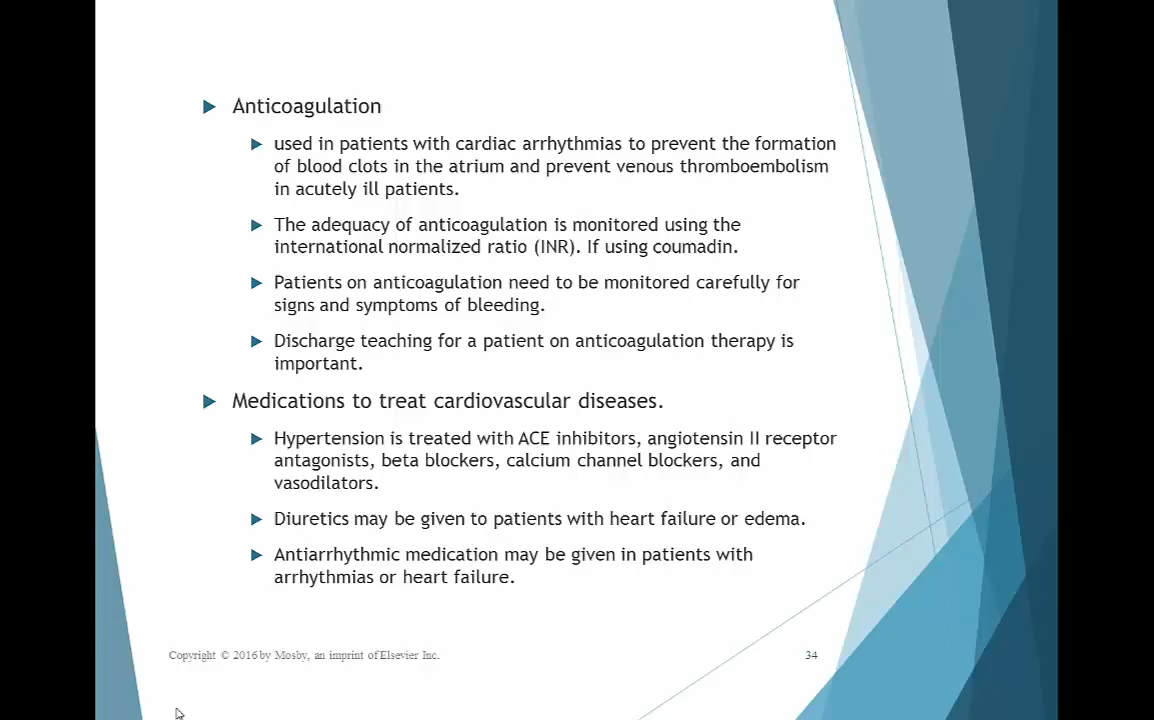 Anticoagulation
used in patients with cardiac arrhythmias to prevent the formation
of blood clots in the atrium and prevent venous thromboembolism
in acutely ill patients.
The adequacy of anticoagulation is monitored using the
international normalized ratio (INR). If using coumadin.
Patients on anticoagulation need to be monitored carefully for
signs and symptoms of bleeding.
Discharge teaching for a patient on anticoagulation therapy is
important.
Medications to treat cardiovascular diseases.
Hypertension is treated with ACE inhibitors, angiotensin II receptor
antagonists, beta blockers, calcium channel blockers, and
vasodilators.
Diuretics may be given to patients with heart failure or edema.
Antiarrhythmic medication may be given in patients with
arrhythmias or heart failure.
Copyright © 2016 by Mosby, an imprint of Elsevier Inc.
34